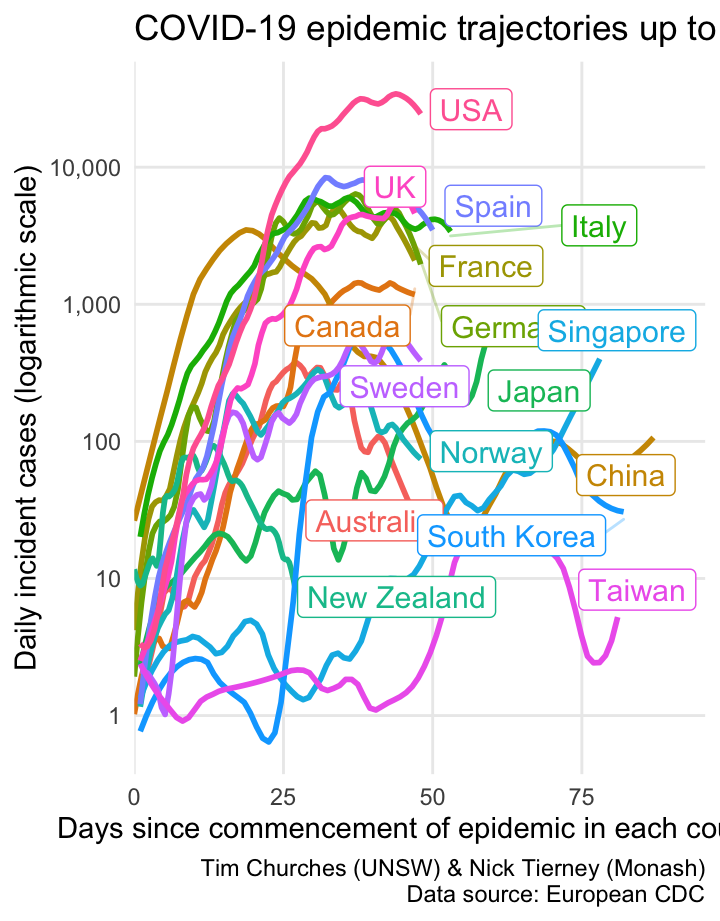 COVID-19 epidemic trajectories up to
Daily incident cases (logarithmic scale)
10,000
1,000
100
10
1
USA
UK
Spain
Italy
France
Canada
Germa
Singapore
Sweden
Japan
Norway
China
Australi
South Korea
New Zealand
Taiwan
0 25 50 75
Days since commencement of epidemic in each cou
Tim Churches (UNSW) & Nick Tierney (Monash)
Data source: European CDC